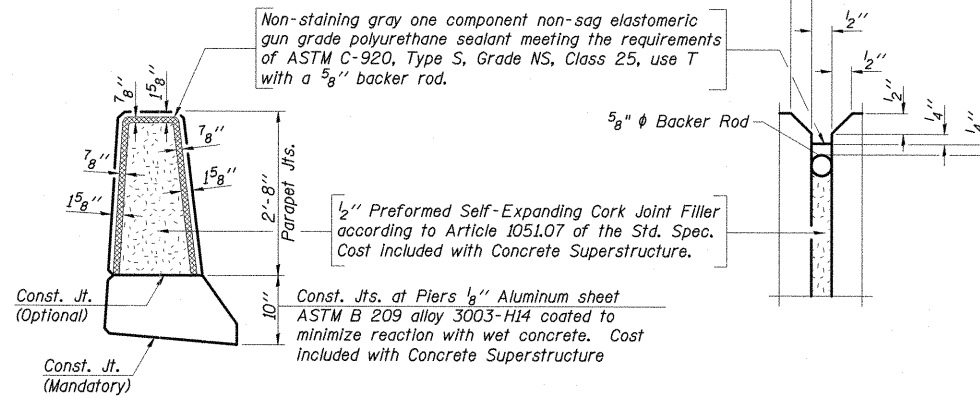 Non-staining gray one component non-sag elastomeric
gun grade polyurethane sealant meeting the requirements
of ASTM C-920, Type S, Grade NS, Class 25, use T
with a 5/8" backer rod.
7/8"
1 5/8"
7/8"
7/8"
1 5/8"
1 5/8"
2'-8"
Parapet Jts.
10"
Const. Jt.
(Optional)
Const. Jt.
(Mandatory)
1/2" Preformed Self-Expanding Cork Joint Filler
according to Article 1051.07 of the Std. Spec.
Cost included with Concrete Superstructure.
Const. Jts. at Piers 1/8" Aluminum sheet
ASTM B 209 alloy 3003-H14 coated to
minimize reaction with wet concrete. Cost
included with Concrete Superstructure
1/2"
1/2"
1/2"
1/4"
5/8" ϕ Backer Rod